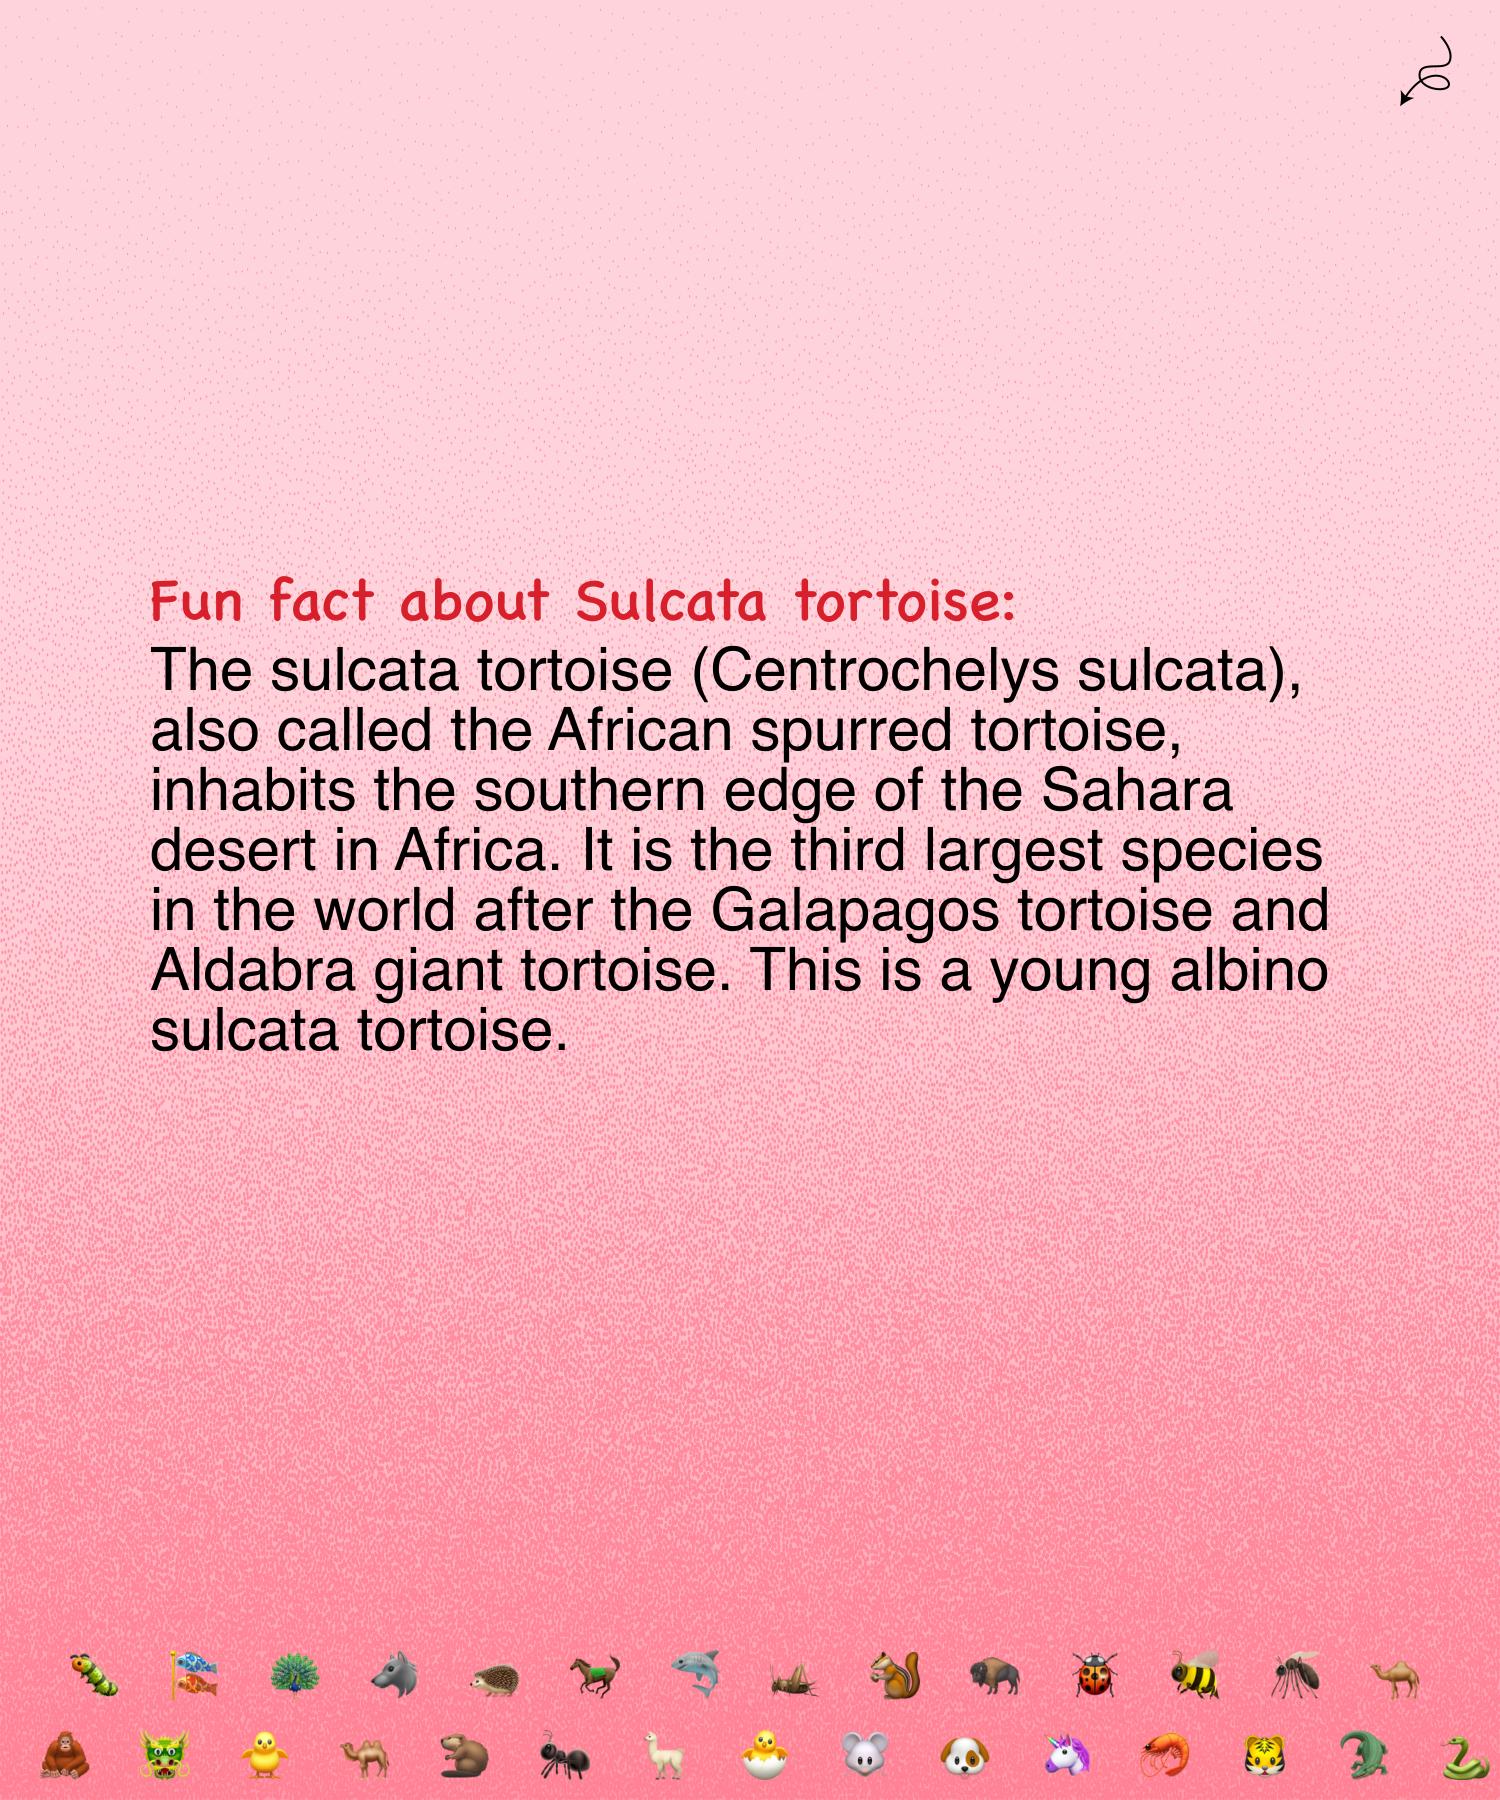 Fun fact about Sulcata tortoise:
The sulcata tortoise (Centrochelys sulcata),
also called the African spurred tortoise,
inhabits the southern edge of the Sahara
desert in Africa. It is the third largest species
in the world after the Galapagos tortoise and
Aldabra giant tortoise. This is a young albino
sulcata tortoise.